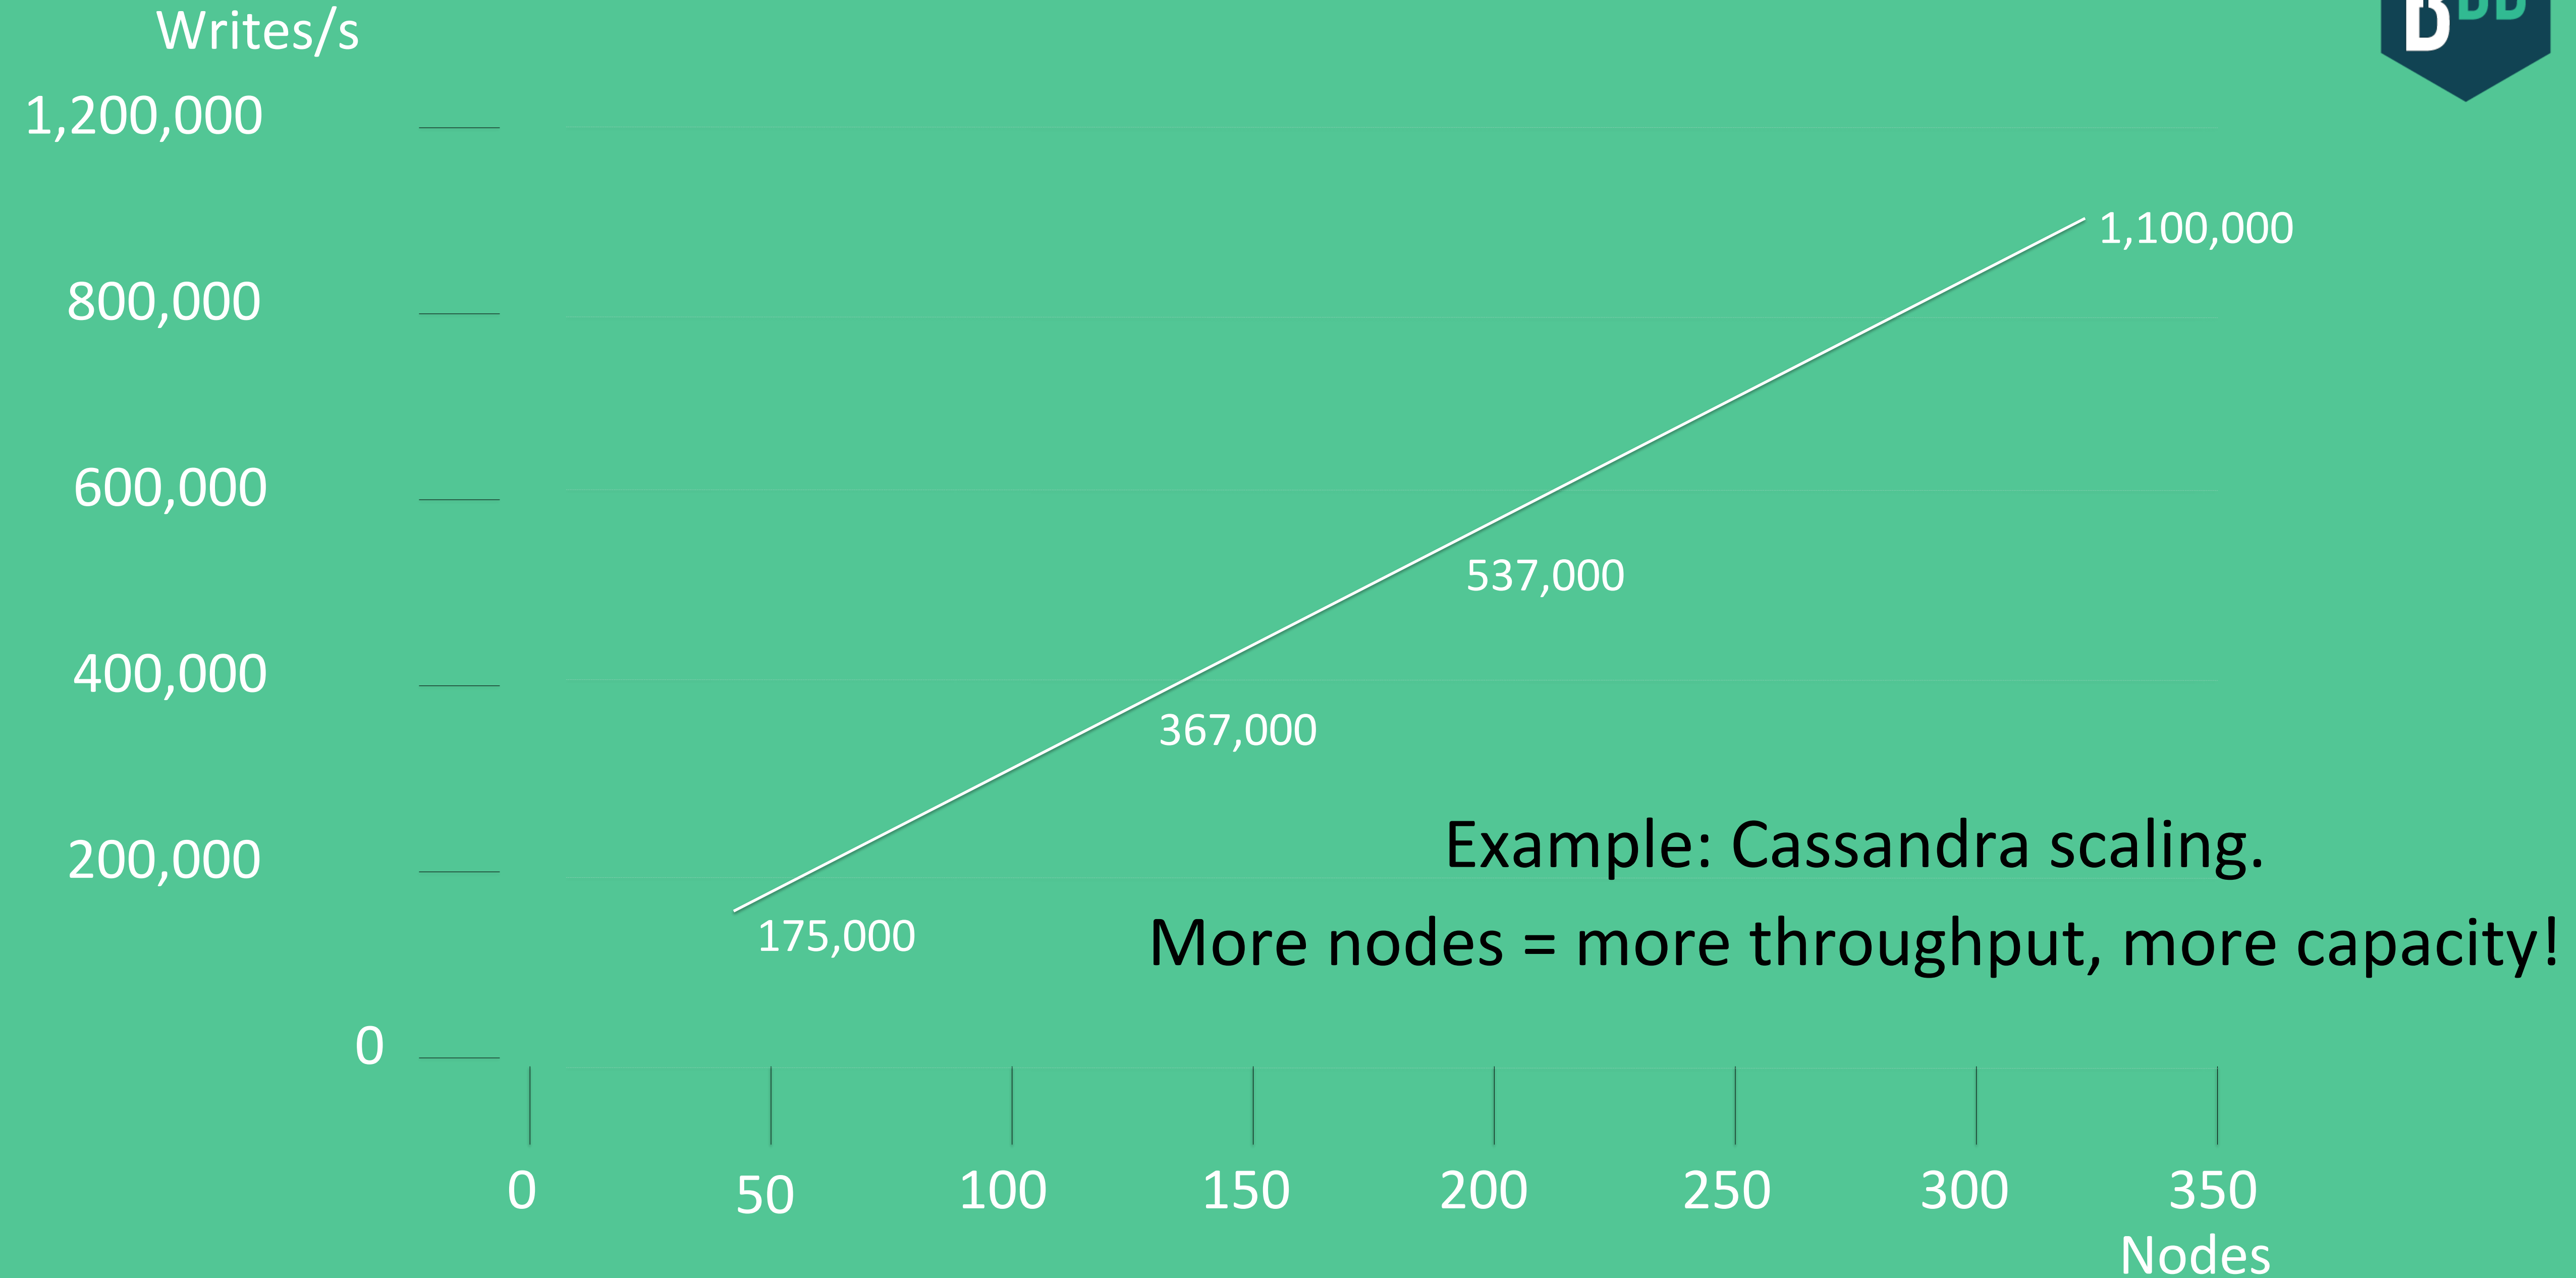 Writes/s
1,200,000
1,100,000
800,000
600,000
537,000
400,000
367,000
Example: Cassandra scaling.
200,000
175,000
More nodes = more throughput, more capacity!
0
0 50 100 150 200 250 300 350
Nodes